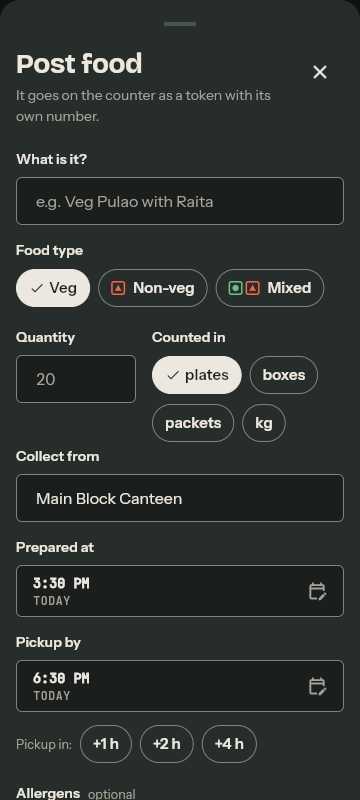 Post food
It goes on the counter as a token with its
own number.
What is it?
e.g. Veg Pulao with Raita
Food type
Veg Non-veg Mixed
Quantity Counted in
20 plates boxes
packets kg
Collect from
Main Block Canteen
Prepared at
3:30 PM
TODAY
Pickup by
6:30 PM
TODAY
Pickup in: +1 h +2 h +4 h
Allergens optional